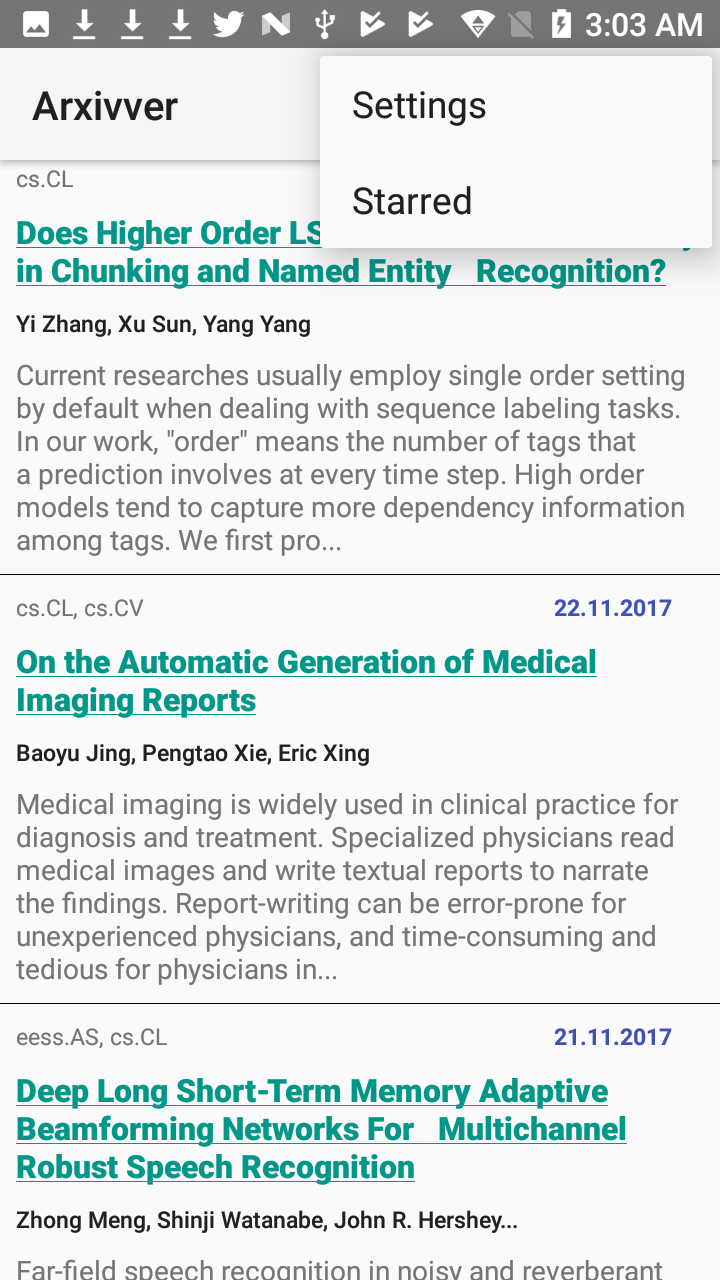 3:03 AM
Arxivver
Settings
Starred
cs.CL
Does Higher Order LS
in Chunking and Named Entity Recognition?
Yi Zhang, Xu Sun, Yang Yang
Current researches usually employ single order setting
by default when dealing with sequence labeling tasks.
In our work, "order" means the number of tags that
a prediction involves at every time step. High order
models tend to capture more dependency information
among tags. We first pro...
cs.CL, cs.CV
22.11.2017
On the Automatic Generation of Medical
Imaging Reports
Baoyu Jing, Pengtao Xie, Eric Xing
Medical imaging is widely used in clinical practice for
diagnosis and treatment. Specialized physicians read
medical images and write textual reports to narrate
the findings. Report-writing can be error-prone for
unexperienced physicians, and time-consuming and
tedious for physicians in...
eess.AS, cs.CL
21.11.2017
Deep Long Short-Term Memory Adaptive
Beamforming Networks For Multichannel
Robust Speech Recognition
Zhong Meng, Shinji Watanabe, John R. Hershey...
Far-field speech recognition in noisy and reverberant